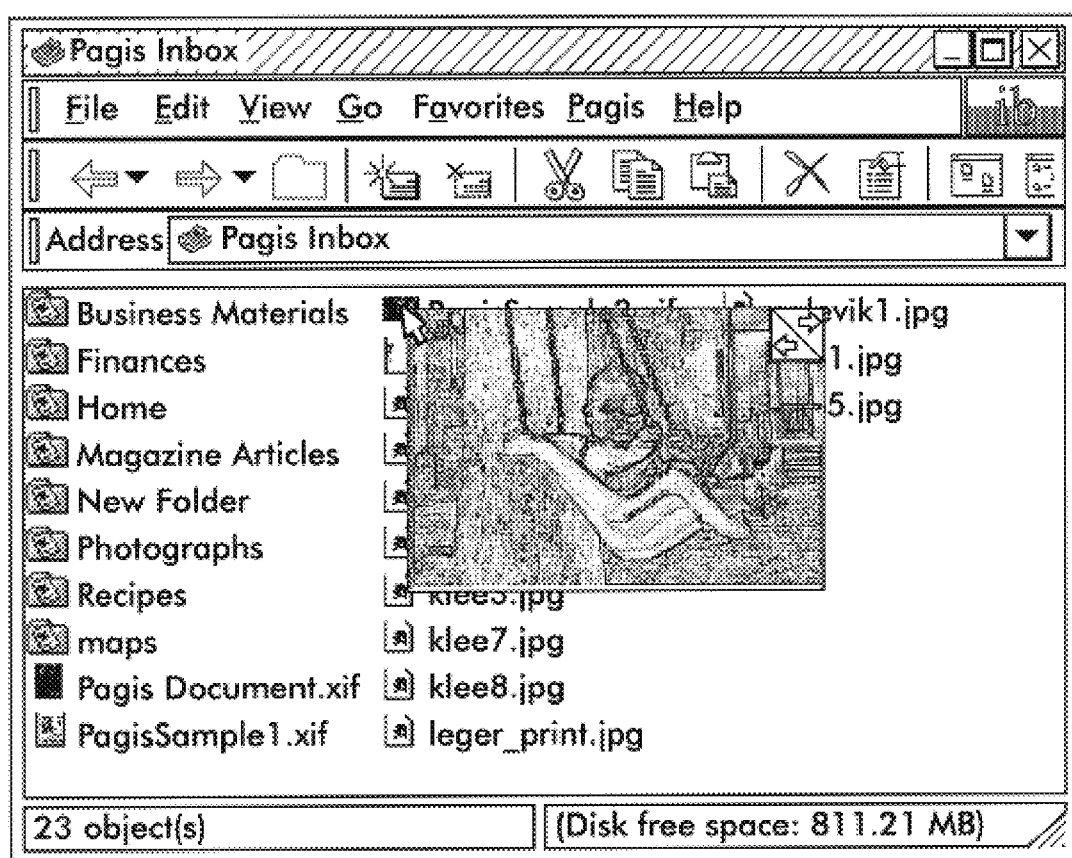 Pagis Inbox
File Edit View Go Favorites Pagis Help
Address Pagis Inbox
Business Materials
Finances
Home
Magazine Articles
New Folder
Photographs
Recipes
maps
Pagis Document.xif
PagisSample1.xif
klee7.jpg
klee8.jpg
leger_print.jpg
evik1.jpg
1.jpg
5.jpg
23 object(s)
(Disk free space: 811.21 MB)